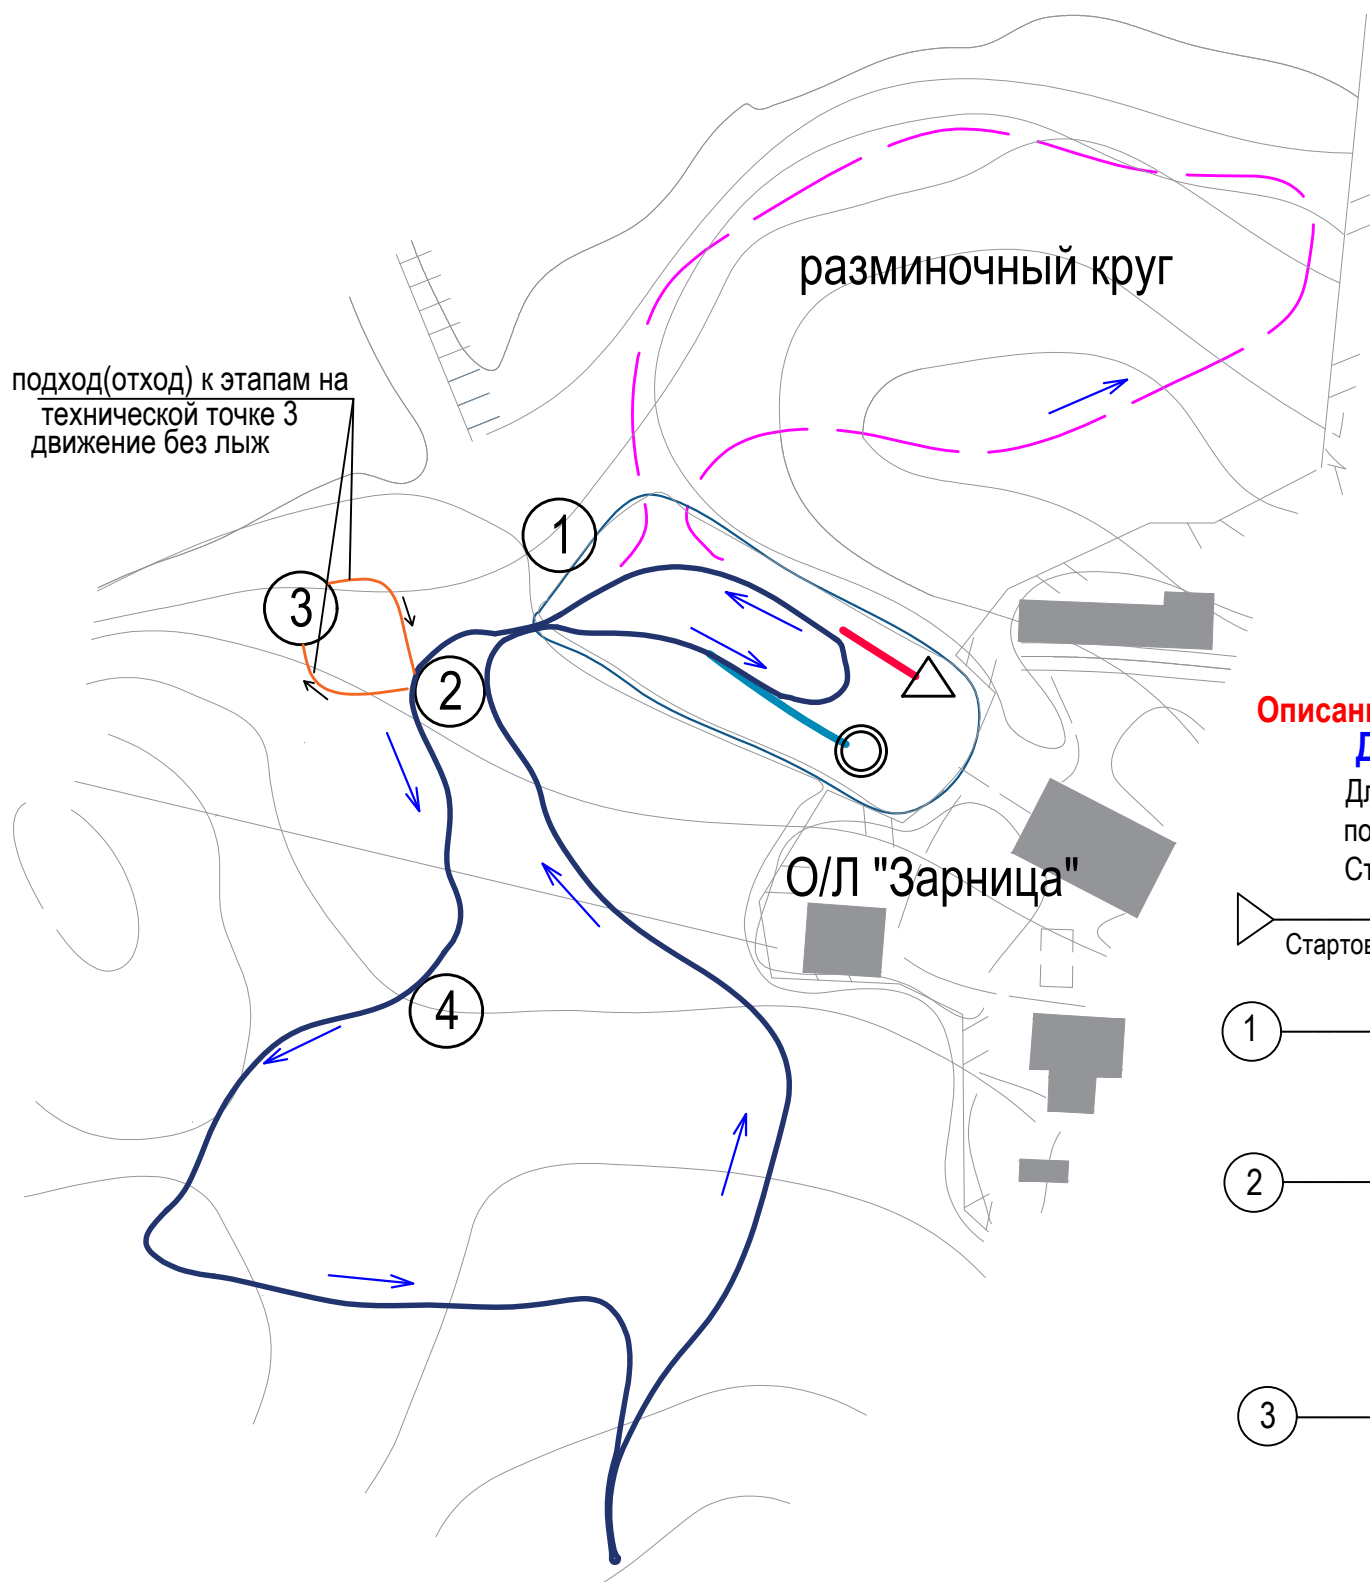 разминочный круг
подход(отход) к этапам на
технической точке 3
движение без лыж
1
3
2
О/Л "Зарница"
4
1
2
3